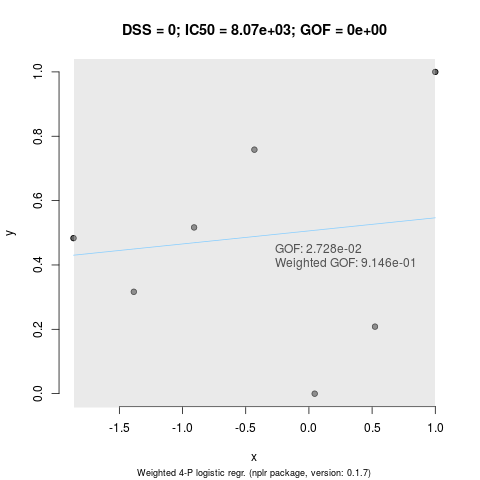 DSS = 0; IC50 = 8.07e+03; GOF = 0e+00
1.0
0.8
0.6
0.4
0.2
0.0
y
GOF: 2.728e-02
Weighted GOF: 9.146e-01
-1.5 -1.0 -0.5 0.0 0.5 1.0
x
Weighted 4-P logistic regr. (nplr package, version: 0.1.7)